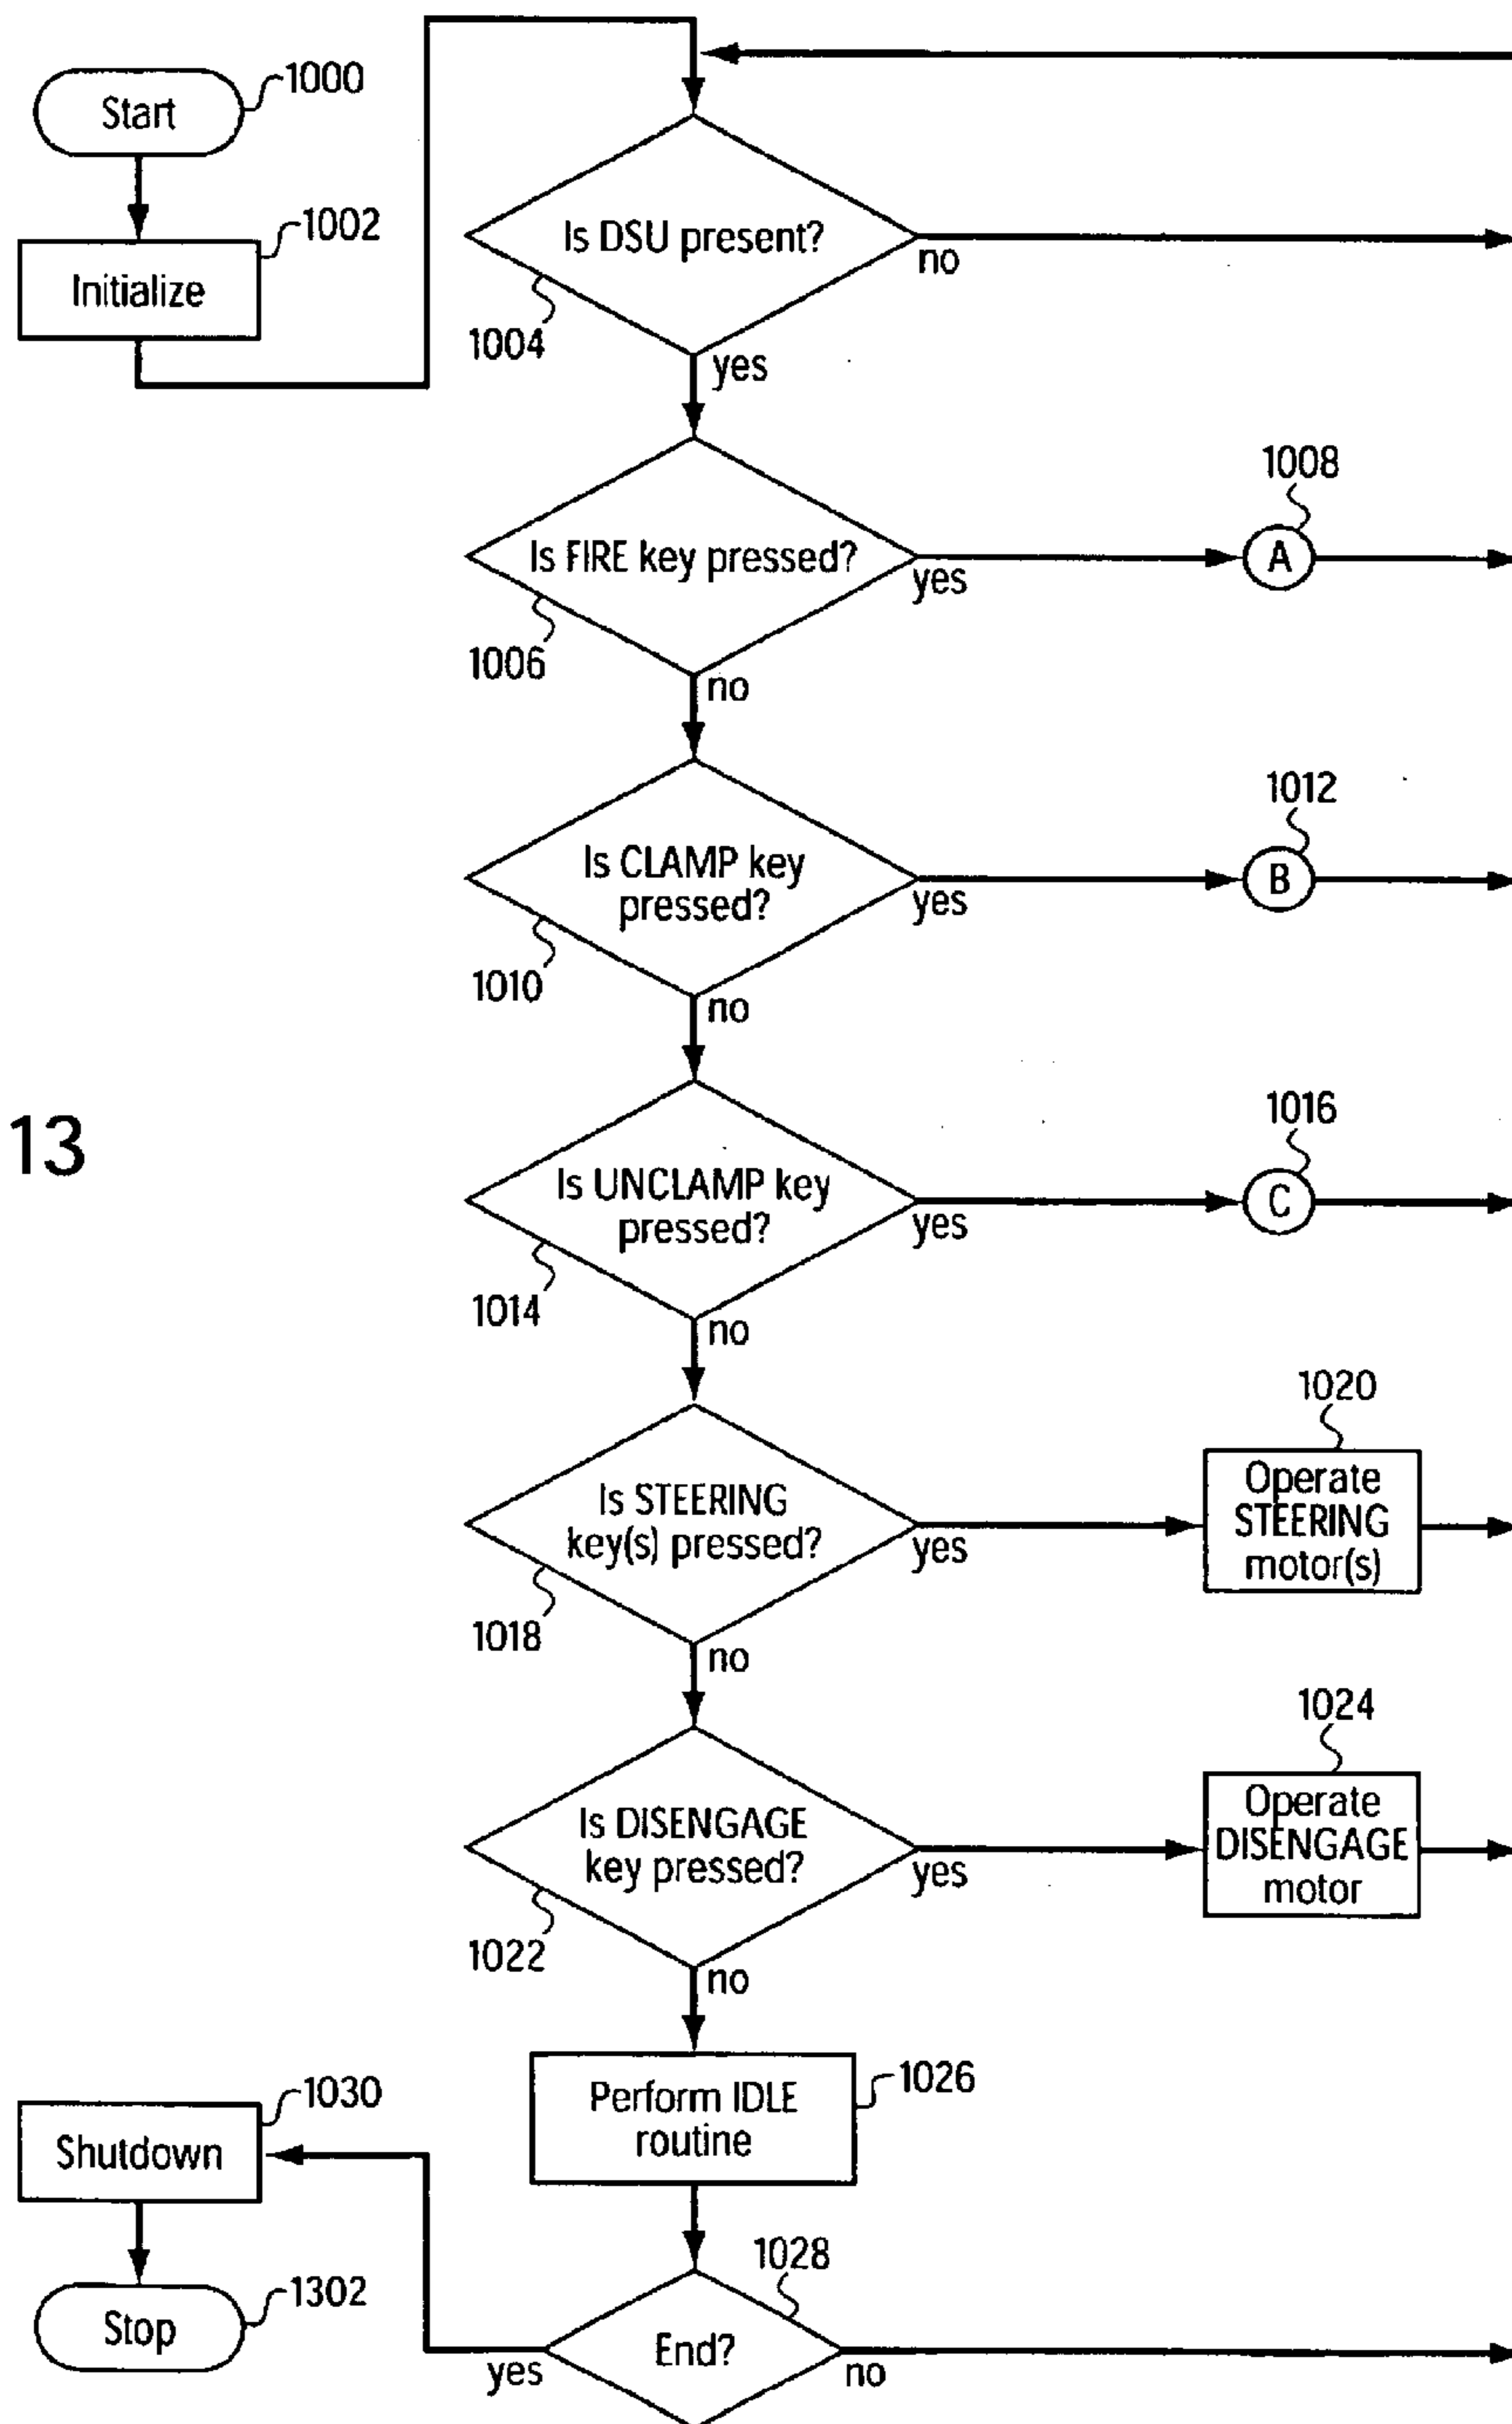 1000
Start
1002
Initialize
Is DSU present?
no
1004
yes
1008
Is FIRE key pressed?
A
yes
1006
no
1012
Is CLAMP key
pressed?
B
yes
1010
no
13
1016
Is UNCLAMP key
pressed?
C
yes
1014
no
1020
Is STEERING
key(s) pressed?
Operate
STEERING
motor(s)
yes
1018
no
1024
Is DISENGAGE
key pressed?
Operate
DISENGAGE
motor
yes
1022
no
1026
Perform IDLE
routine
1030
Shutdown
1028
1302
Stop
End?
yes
no